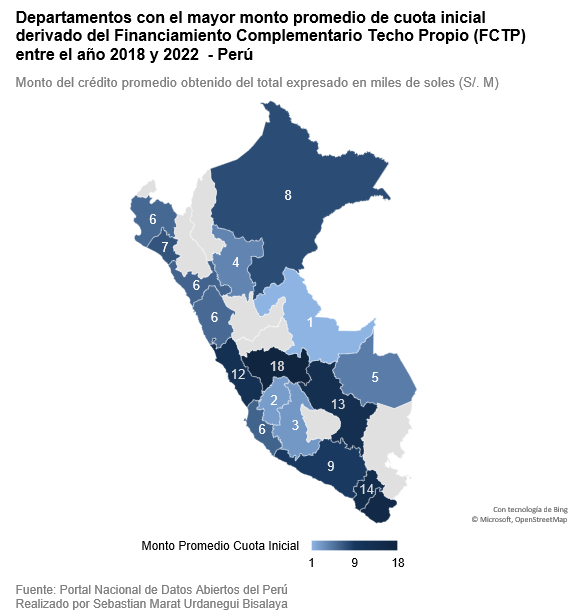 Departamentos con el mayor monto promedio de cuota inicial
derivado del Financiamiento Complementario Techo Propio (FCTP)
entre el año 2018 y 2022 - Perú
Monto del crédito promedio obtenido del total expresado en miles de soles (S/. M)
8
6
7
4
6
6
1
12
18
5
13
2
3
6
9
14
Con tecnología de Bing
© Microsoft, OpenStreetMap
Monto Promedio Cuota Inicial
1 9 18
Fuente: Portal Nacional de Datos Abiertos del Perú
Realizado por Sebastian Marat Urdanegui Bisalaya